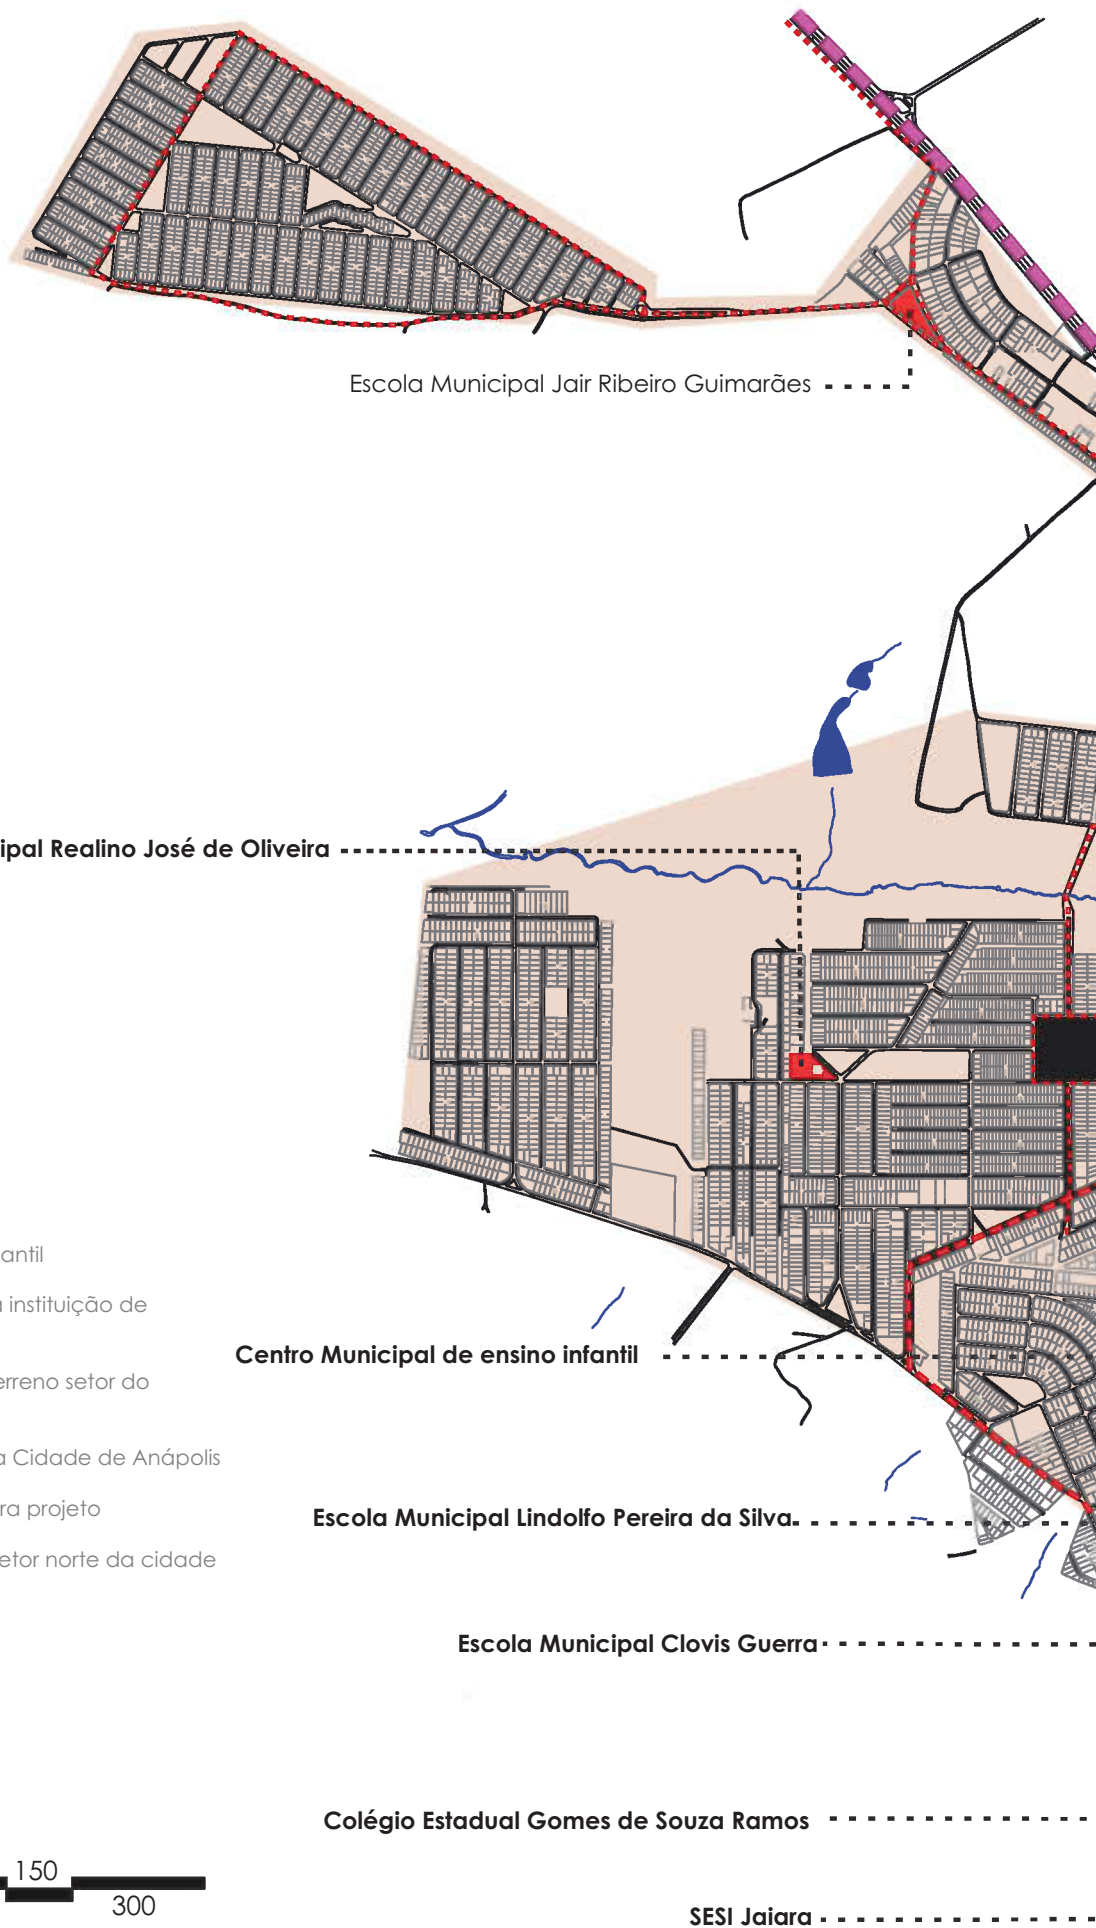 Escola Municipal Jair Ribeiro Guimarães
ipal Realino José de Oliveira
antil
a instituição de
Centro Municipal de ensino infantil
erreno setor do
a Cidade de Anápolis
ra projeto
Escola Municipal Lindolfo Pereira da Silva
etor norte da cidade
Escola Municipal Clovis Guerra
Colégio Estadual Gomes de Souza Ramos
150
300
SESI Jaiara